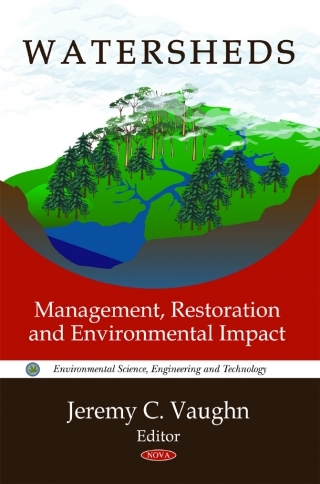 WATERSHEDS
Management, Restoration
and Environmental Impact
Environmental Science, Engineering and Technology
Jeremy C. Vaughn
Editor
NOVA